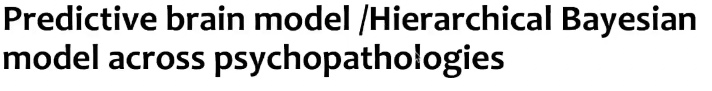 Predictive brain model /Hierarchical Bayesian
model across psychopathologies